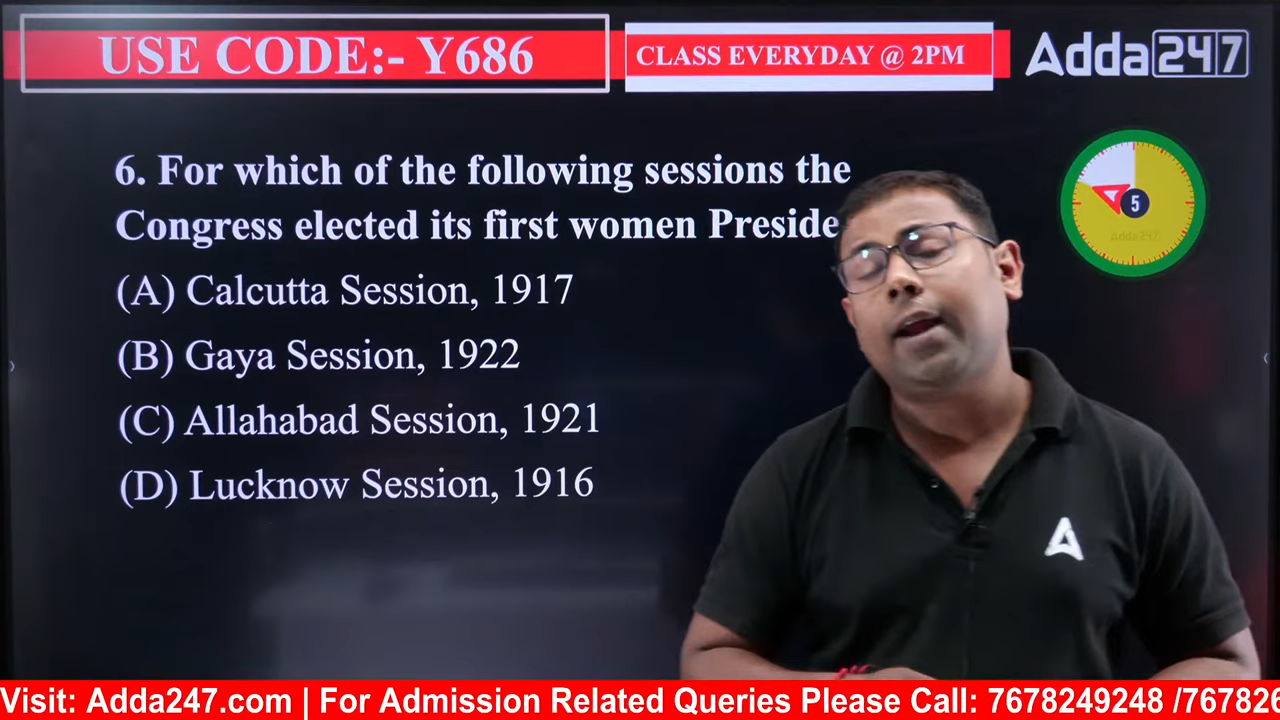 USE CODE:- Y686
CLASS EVERYDAY @ 2PM
Adda247
6. For which of the following sessions the
Congress elected its first women Preside
5
Adda247
(A) Calcutta Session, 1917
(B) Gaya Session, 1922
(C) Allahabad Session, 1921
(D) Lucknow Session, 1916
Visit: Adda247.com | For Admission Related Queries Please Call: 7678249248 /76782